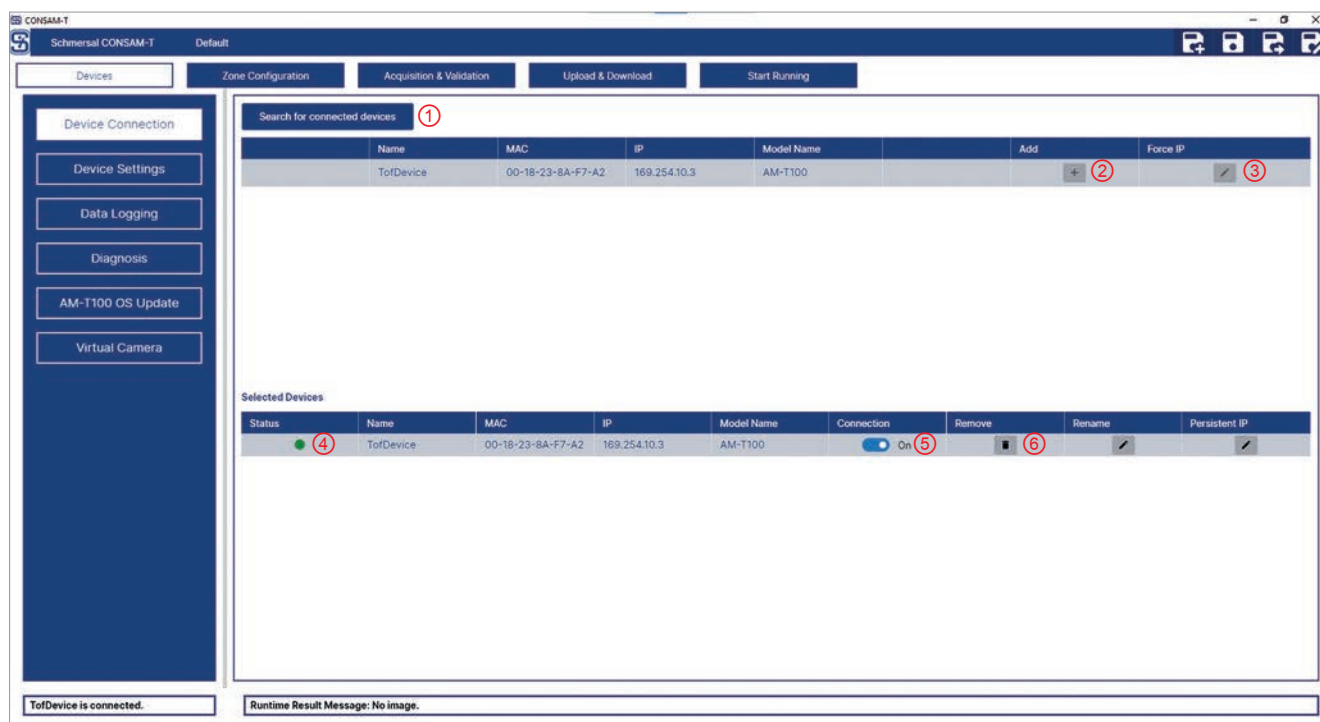 CONSAM-T
Schmersal CONSAM-T Default
Devices Zone Configuration Acquisition & Validation Upload & Download Start Running
Device Connection
Device Settings
Data Logging
Diagnosis
AM-T100 OS Update
Virtual Camera
Search for connected devices 1
Name MAC IP Model Name Add Force IP
TofDevice 00-18-23-8A-F7-A2 169.254.10.3 AM-T100 + 2 3
Selected Devices
Status Name MAC IP Model Name Connection Remove Rename Persistent IP
4 TofDevice 00-18-23-8A-F7-A2 169.254.10.3 AM-T100 On 5 6
TofDevice is connected.
Runtime Result Message: No image.